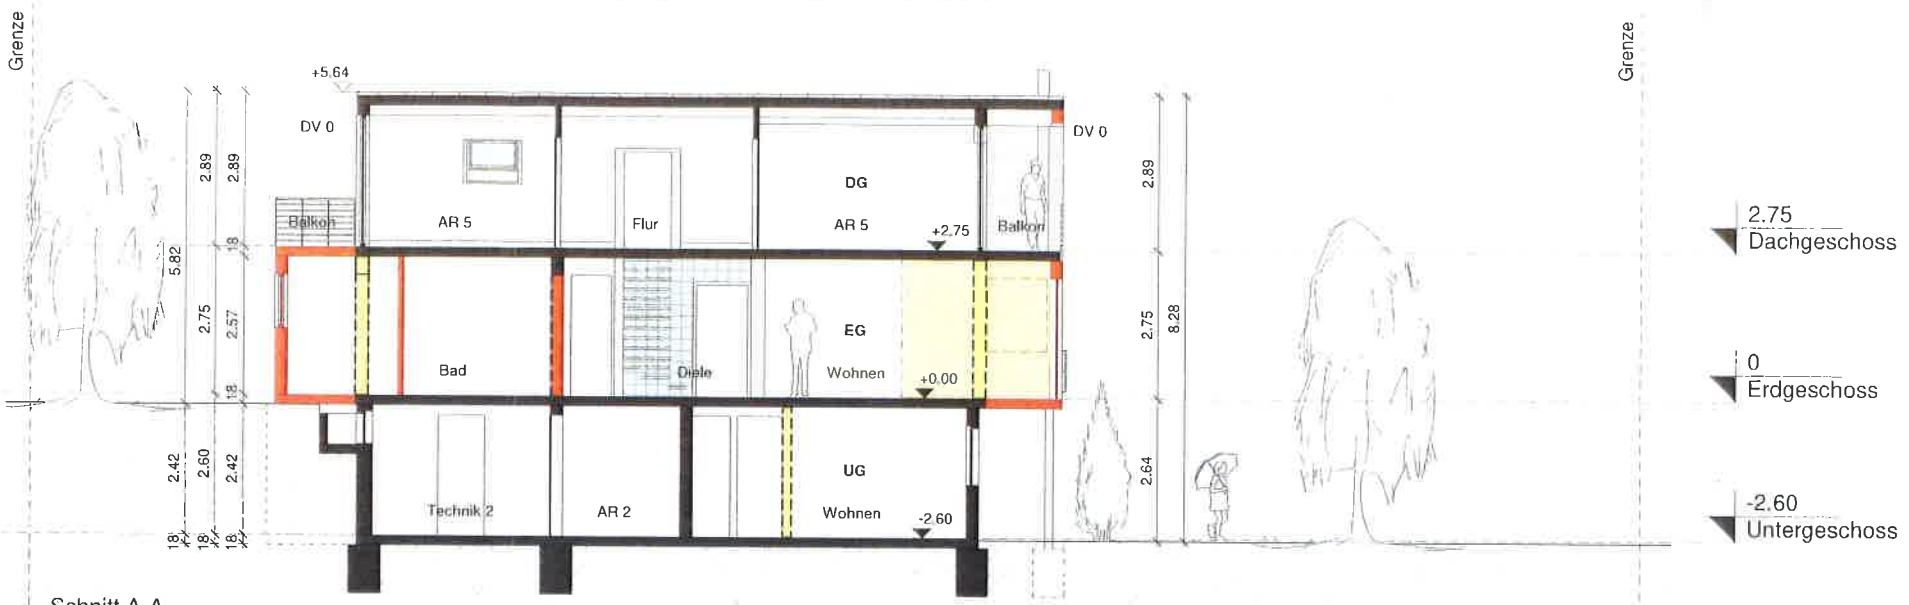 Grenze
Grenze
+5,64
DV 0
DV 0
2.89
2.89
2.89
DG
Balkon
AR 5
Flur
AR 5
Balkon
+2,75
2.75
Dachgeschoss
18
5.82
2.75
2.57
2.75
8.28
EG
Bad
Diele
Wohnen
+0,00
0
Erdgeschoss
18
2.42
2.60
2.42
2.64
UG
Technik 2
AR 2
Wohnen
-2,60
-2.60
Untergeschoss
18
18
18
Schnitt A-A